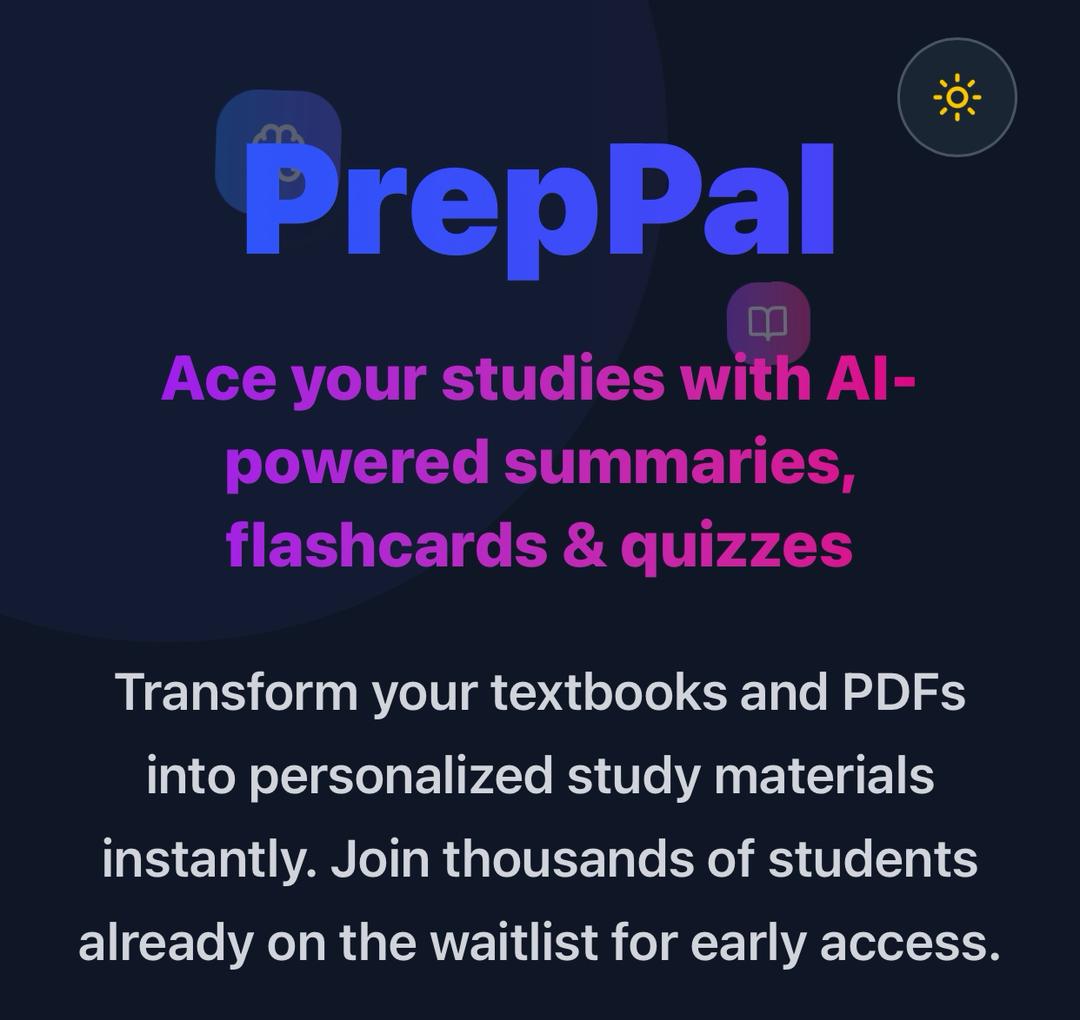 PrepPal
Ace your studies with AI-
powered summaries,
flashcards & quizzes
Transform your textbooks and PDFs
into personalized study materials
instantly. Join thousands of students
already on the waitlist for early access.